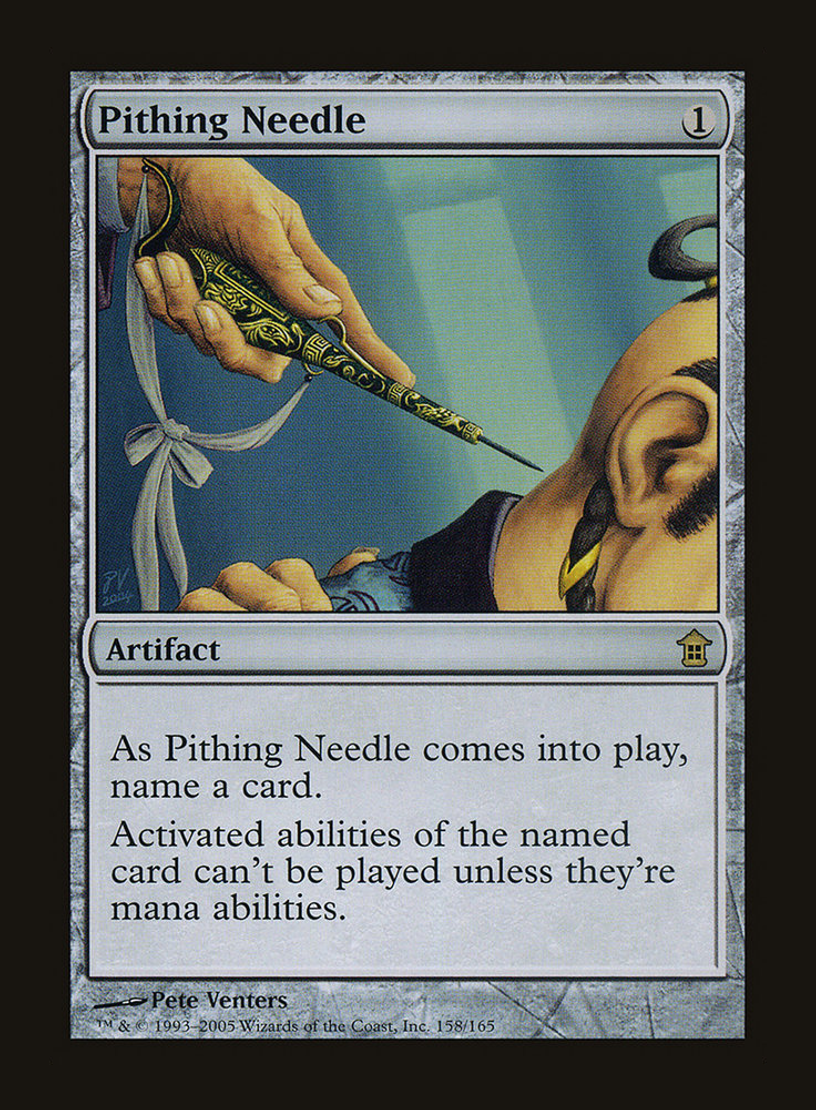 Pithing Needle 1
PV
2004
Artifact
As Pithing Needle comes into play,
name a card.
Activated abilities of the named
card can't be played unless they're
mana abilities.
Pete Venters
™ & © 1993–2005 Wizards of the Coast, Inc. 158/165